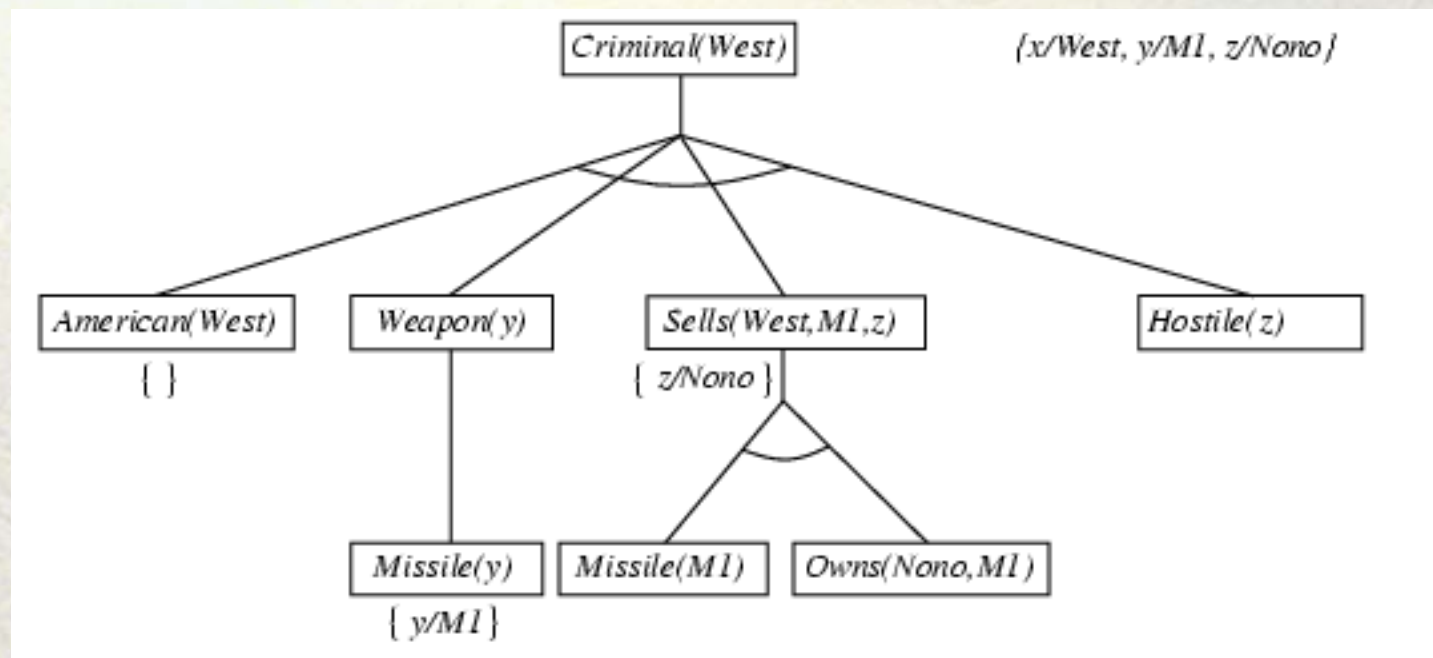 Criminal(West)
{x/West, y/M1, z/Nono}
American(West)
Weapon(y)
Sells(West,M1,z)
Hostile(z)
{ }
{ z/Nono }
Missile(y)
Missile(M1)
Owns(Nono,M1)
{ y/M1 }